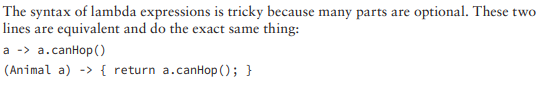 The syntax of lambda expressions is tricky because many parts are optional. These two
lines are equivalent and do the exact same thing:
a -> a.canHop()
(Animal a) -> { return a.canHop(); }